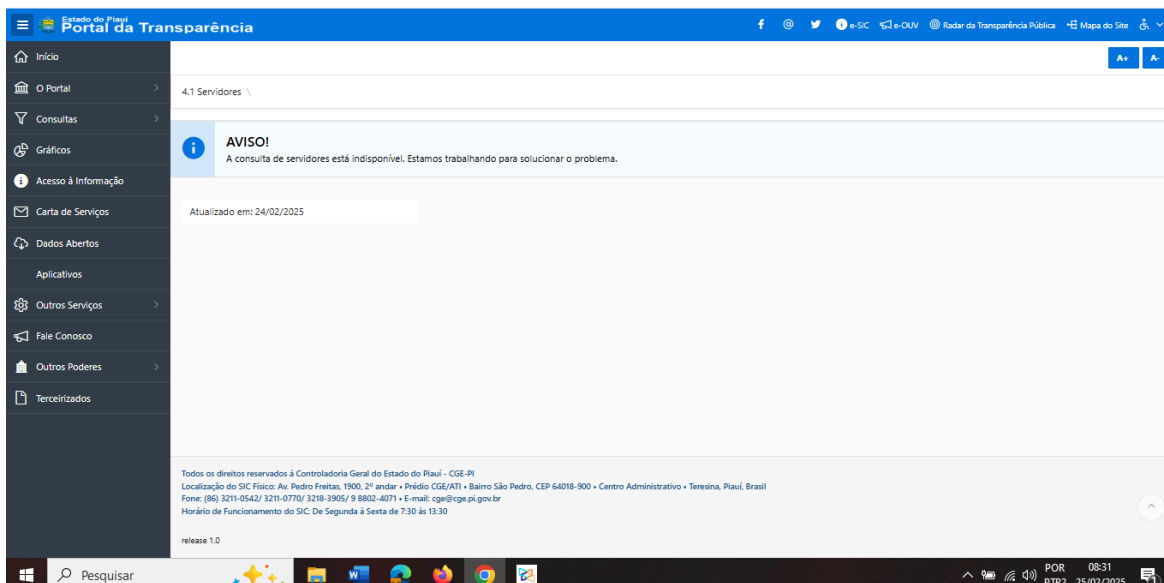 Estado do Piauí
Portal da Transparência
e-SIC
e-OUV
Radar da Transparência Pública
Mapa do Site
Início
O Portal
Consultas
Gráficos
Acesso à Informação
Carta de Serviços
Dados Abertos
Aplicativos
Outros Serviços
Fale Conosco
Outros Poderes
Terceirizados
A+
A-
4.1 Servidores \
AVISO!
A consulta de servidores está indisponível. Estamos trabalhando para solucionar o problema.
Atualizado em: 24/02/2025
Todos os direitos reservados à Controladoria Geral do Estado do Piauí - CGE-PI
Localização do SIC Físico: Av. Pedro Freitas, 1900, 2º andar • Prédio CGE/ATI • Bairro São Pedro, CEP 64018-900 • Centro Administrativo • Teresina, Piauí, Brasil
Fone: (86) 3211-0542/ 3211-0770/ 3218-3905/ 9 8802-4071 • E-mail: cge@cge.pi.gov.br
Horário de Funcionamento do SIC: De Segunda à Sexta de 7:30 às 13:30
release 1.0
Pesquisar
POR
PTB2
08:31
25/02/2025